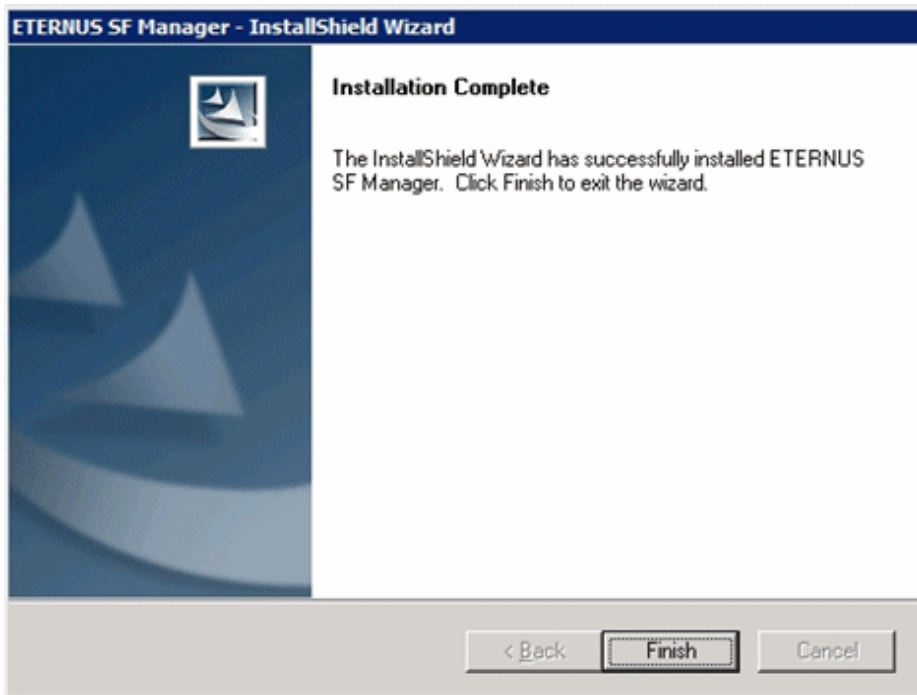 ETERNUS SF Manager - InstallShield Wizard
Installation Complete
The InstallShield Wizard has successfully installed ETERNUS
SF Manager. Click Finish to exit the wizard.
< Back Finish Cancel